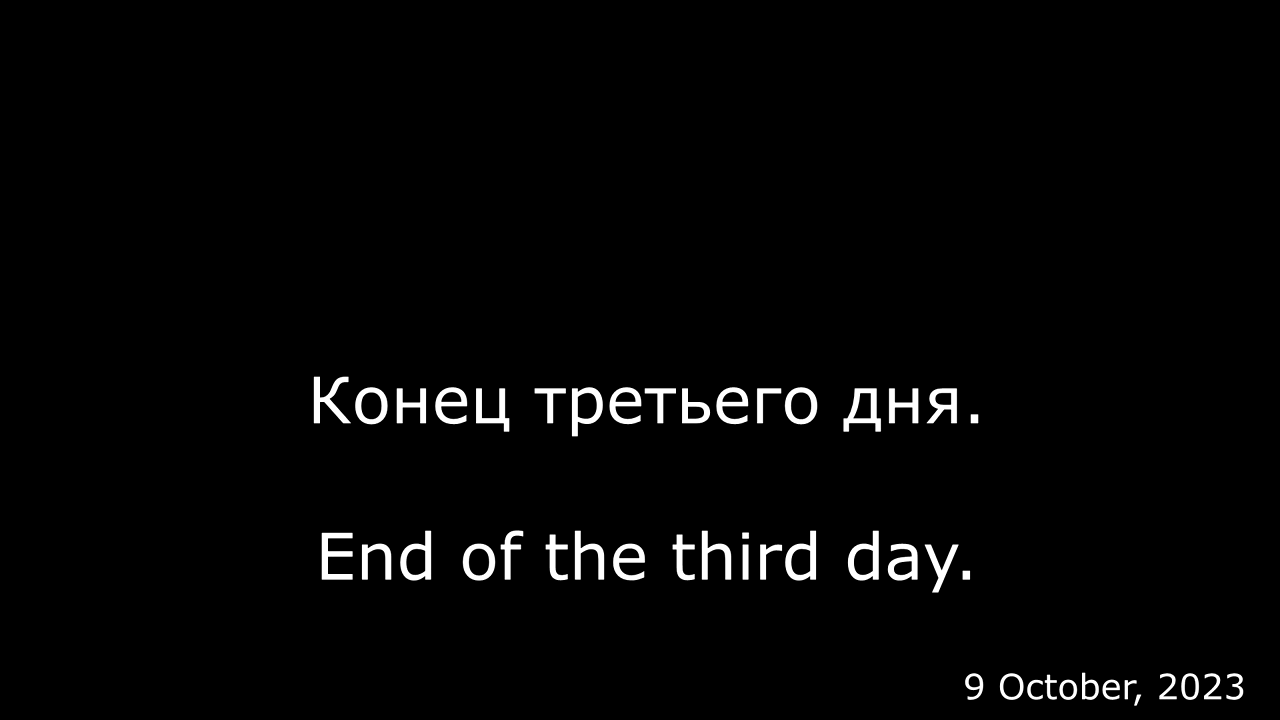 Конец третьего дня.
End of the third day.
9 October, 2023